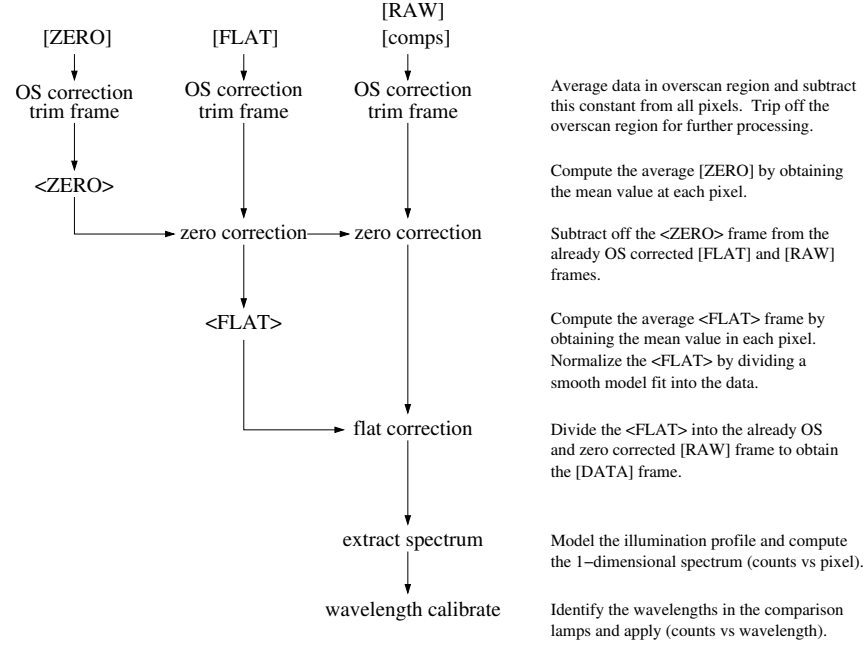 [RAW]
[ZERO] [FLAT] [comps]
OS correction OS correction OS correction
trim frame trim frame trim frame
Average data in overscan region and subtract
this constant from all pixels. Trip off the
overscan region for further processing.
<ZERO>
Compute the average [ZERO] by obtaining
the mean value at each pixel.
zero correction zero correction
Subtract off the <ZERO> frame from the
already OS corrected [FLAT] and [RAW]
frames.
<FLAT>
Compute the average <FLAT> frame by
obtaining the mean value in each pixel.
Normalize the <FLAT> by dividing a
smooth model fit into the data.
flat correction
Divide the <FLAT> into the already OS
and zero corrected [RAW] frame to obtain
the [DATA] frame.
extract spectrum
Model the illumination profile and compute
the 1−dimensional spectrum (counts vs pixel).
wavelength calibrate
Identify the wavelengths in the comparison
lamps and apply (counts vs wavelength).